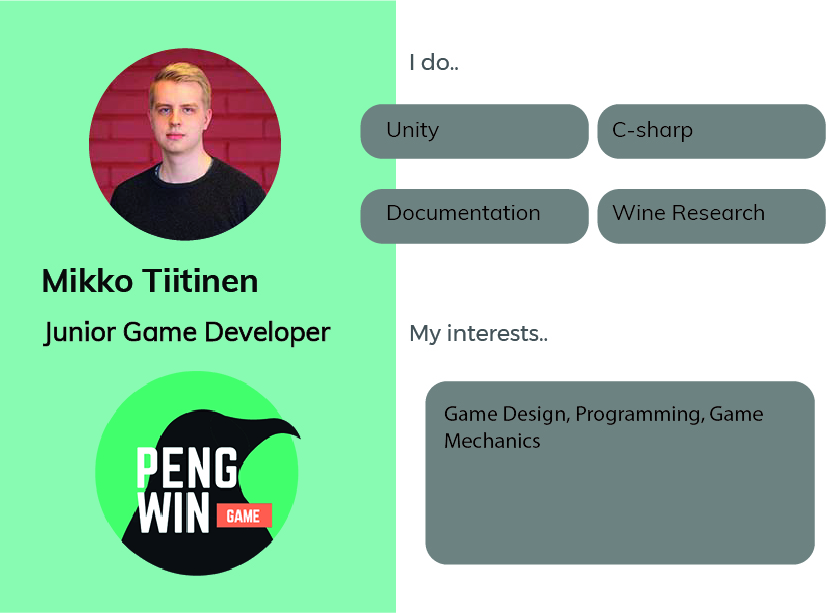 I do..
Unity
C-sharp
Documentation
Wine Research
Mikko Tiitinen
Junior Game Developer
PENG
WIN
GAME
My interests..
Game Design, Programming, Game
Mechanics